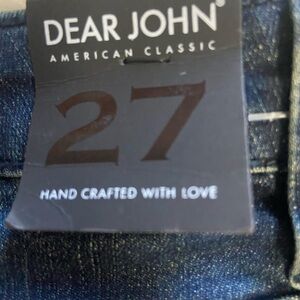 DEAR JOHN®
AMERICAN CLASSIC
27
HAND CRAFTED WITH LOVE